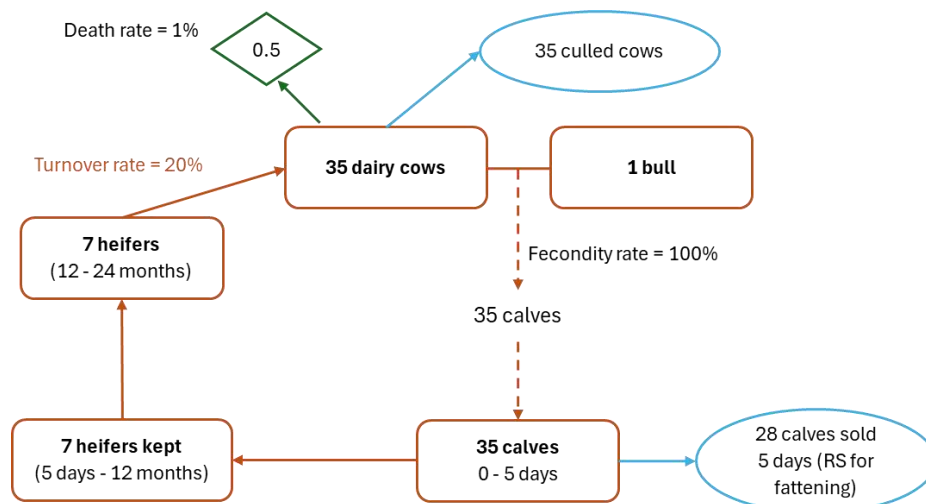 Death rate = 1%
0.5
35 culled cows
Turnover rate = 20%
35 dairy cows
1 bull
7 heifers
(12 - 24 months)
Fecondity rate = 100%
35 calves
7 heifers kept
(5 days - 12 months)
35 calves
0 - 5 days
28 calves sold
5 days (RS for
fattening)